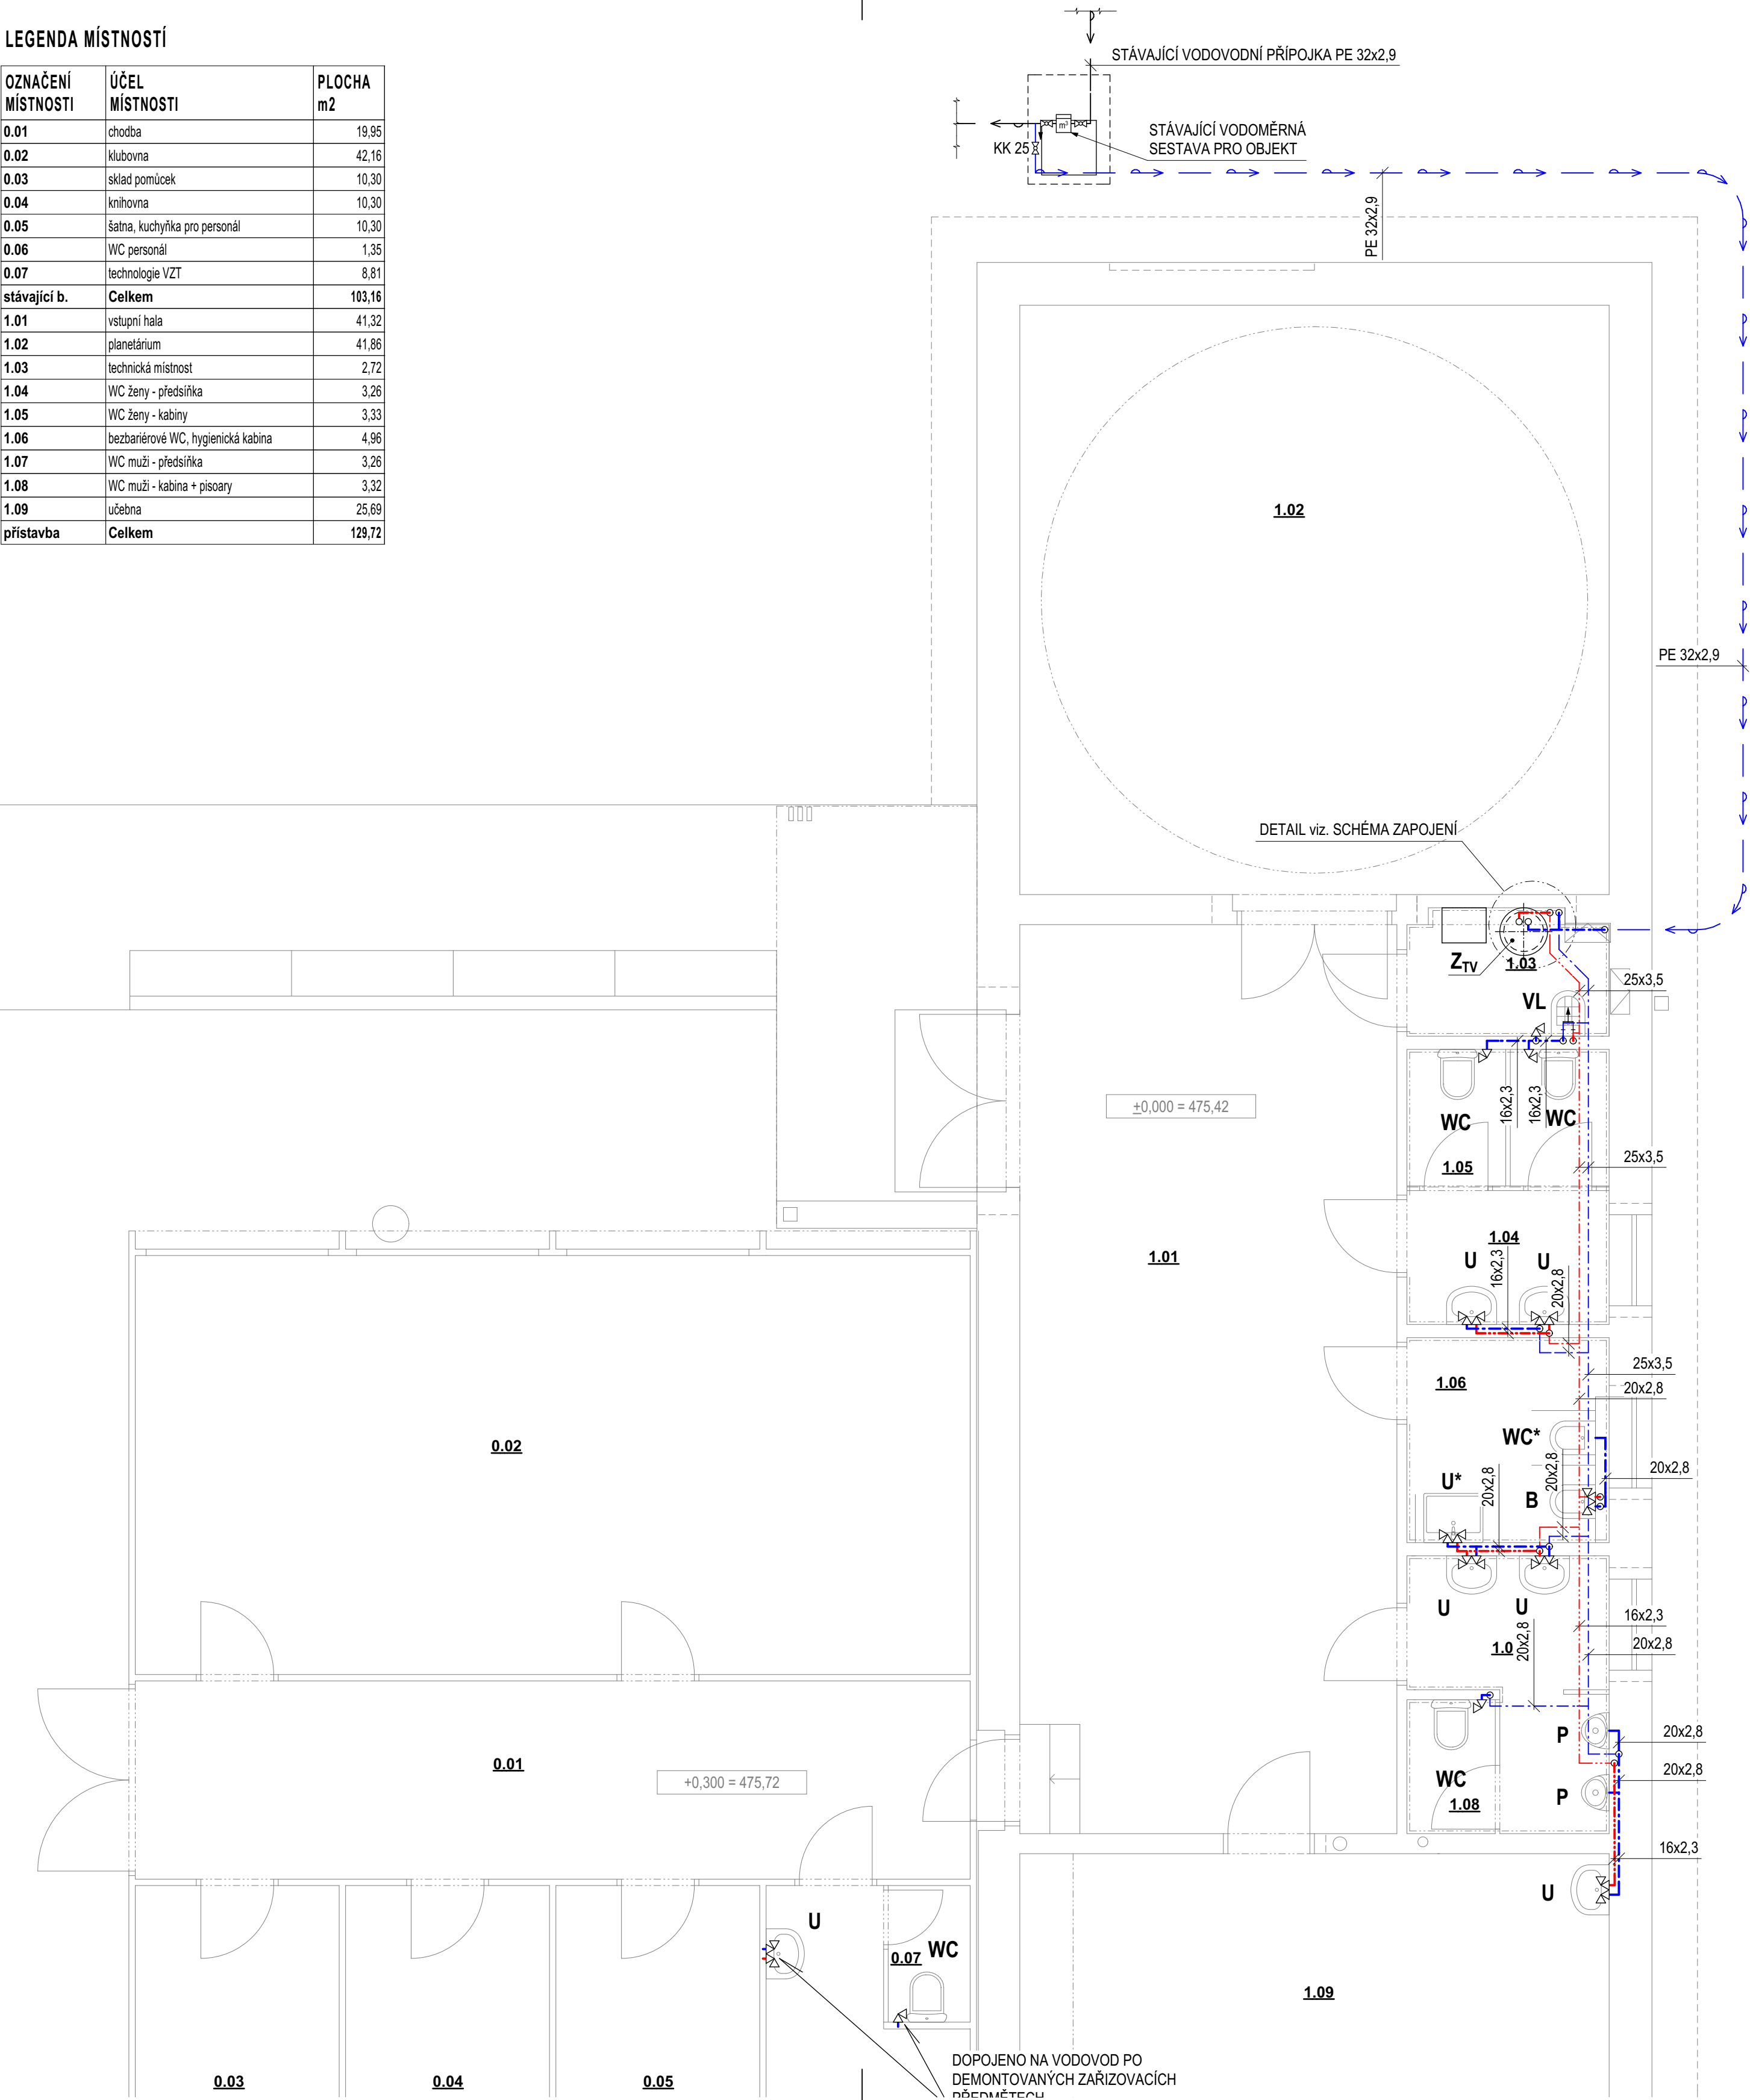 LEGENDA MÍSTNOSTÍ
OZNAČENÍ MÍSTNOSTI ÚČEL MÍSTNOSTI PLOCHA m2
0.01 chodba 19,95
0.02 klubovna 42,16
0.03 sklad pomůcek 10,30
0.04 knihovna 10,30
0.05 šatna, kuchyňka pro personál 10,30
0.06 WC personál 1,35
0.07 technologie VZT 8,81
stávající b. Celkem 103,16
1.01 vstupní hala 41,32
1.02 planetárium 41,86
1.03 technická místnost 2,72
1.04 WC ženy - předsíňka 3,26
1.05 WC ženy - kabiny 3,33
1.06 bezbariérové WC, hygienická kabina 4,96
1.07 WC muži - předsíňka 3,26
1.08 WC muži - kabina + pisoary 3,32
1.09 učebna 25,69
přístavba Celkem 129,72
STÁVAJÍCÍ VODOVODNÍ PŘÍPOJKA PE 32x2,9
m³
STÁVAJÍCÍ VODOMĚRNÁ
SESTAVA PRO OBJEKT
KK 25
PE 32x2,9
1.02
PE 32x2,9
DETAIL viz. SCHÉMA ZAPOJENÍ
ZTV
1.03
25x3,5
VL
16x2,3
16x2,3
±0,000 = 475,42
WC
WC
1.05
25x3,5
1.04
1.01
U
U
16x2,3
20x2,8
25x3,5
1.06
20x2,8
WC*
0.02
20x2,8
20x2,8
20x2,8
U*
B
U
U
16x2,3
1.0
20x2,8
20x2,8
P
20x2,8
0.01
20x2,8
+0,300 = 475,72
WC
P
1.08
16x2,3
U
U
WC
0.07
1.09
DOPOJENO NA VODOVOD PO
DEMONTOVANÝCH ZAŘIZOVACÍCH
PŘEDMĚTECH
0.03
0.04
0.05